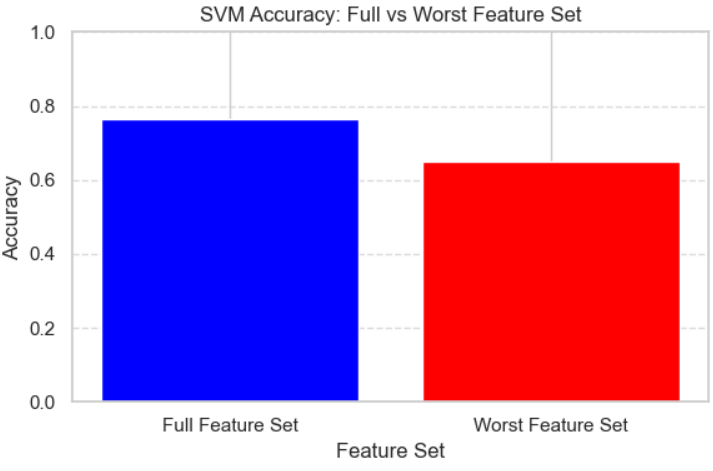 SVM Accuracy: Full vs Worst Feature Set
1.0
0.8
0.6
0.4
0.2
0.0
Accuracy
Full Feature Set
Worst Feature Set
Feature Set